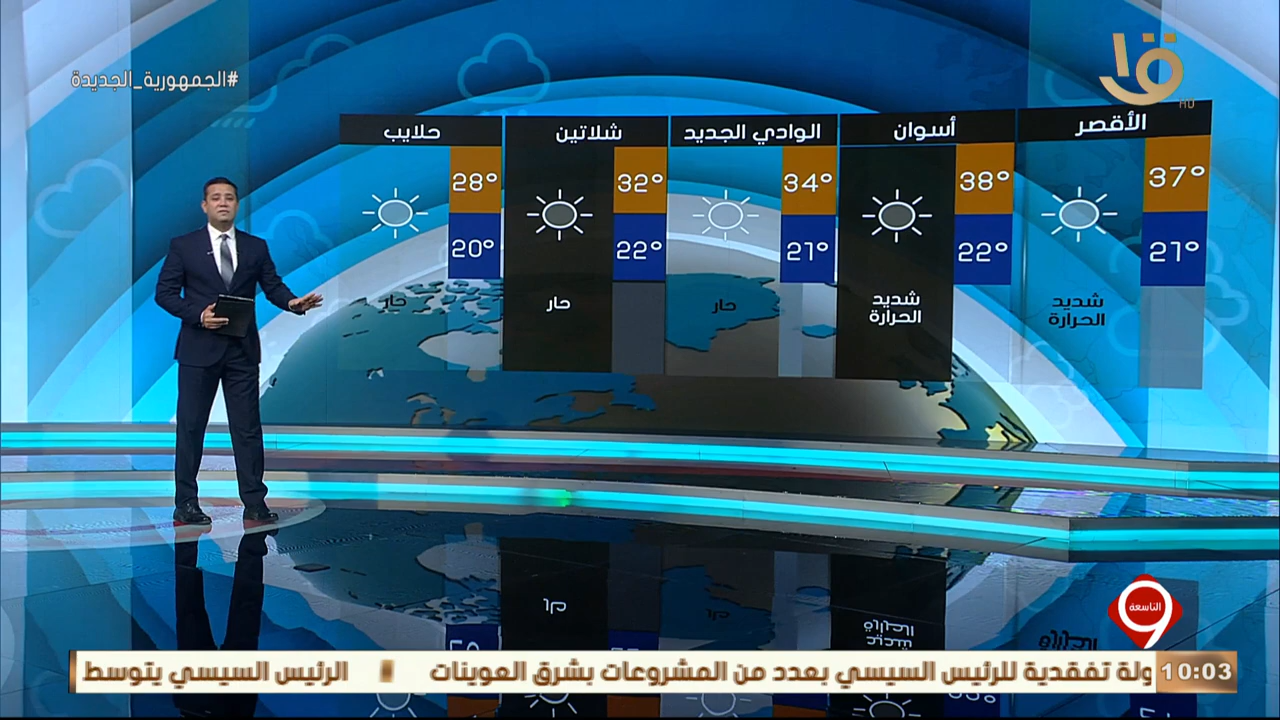 #الجمهورية_الجديدة
HD
الأقصر
37°
21°
شديد
الحرارة
أسوان
38°
22°
شديد
الحرارة
الوادي الجديد
34°
21°
حار
شلاتين
32°
22°
حار
حلايب
28°
20°
حار
التاسعة
9
10:03
ولة تفقدية للرئيس السيسي بعدد من المشروعات بشرق العوينات
الرئيس السيسي يتوسط